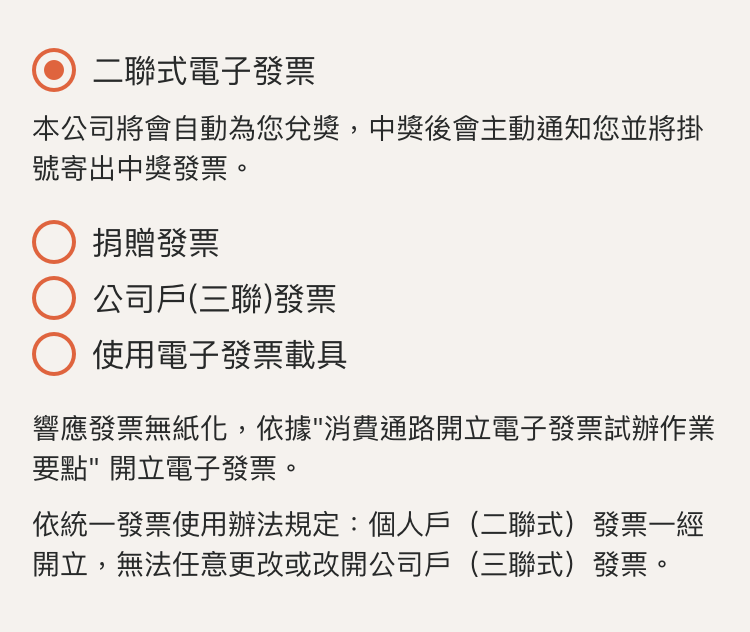 二聯式電子發票
本公司將會自動為您兌獎，中獎後會主動通知您並將掛
號寄出中獎發票。
捐贈發票
公司戶(三聯)發票
使用電子發票載具
響應發票無紙化，依據"消費通路開立電子發票試辦作業
要點" 開立電子發票。
依統一發票使用辦法規定：個人戶（二聯式）發票一經
開立，無法任意更改或改開公司戶（三聯式）發票。